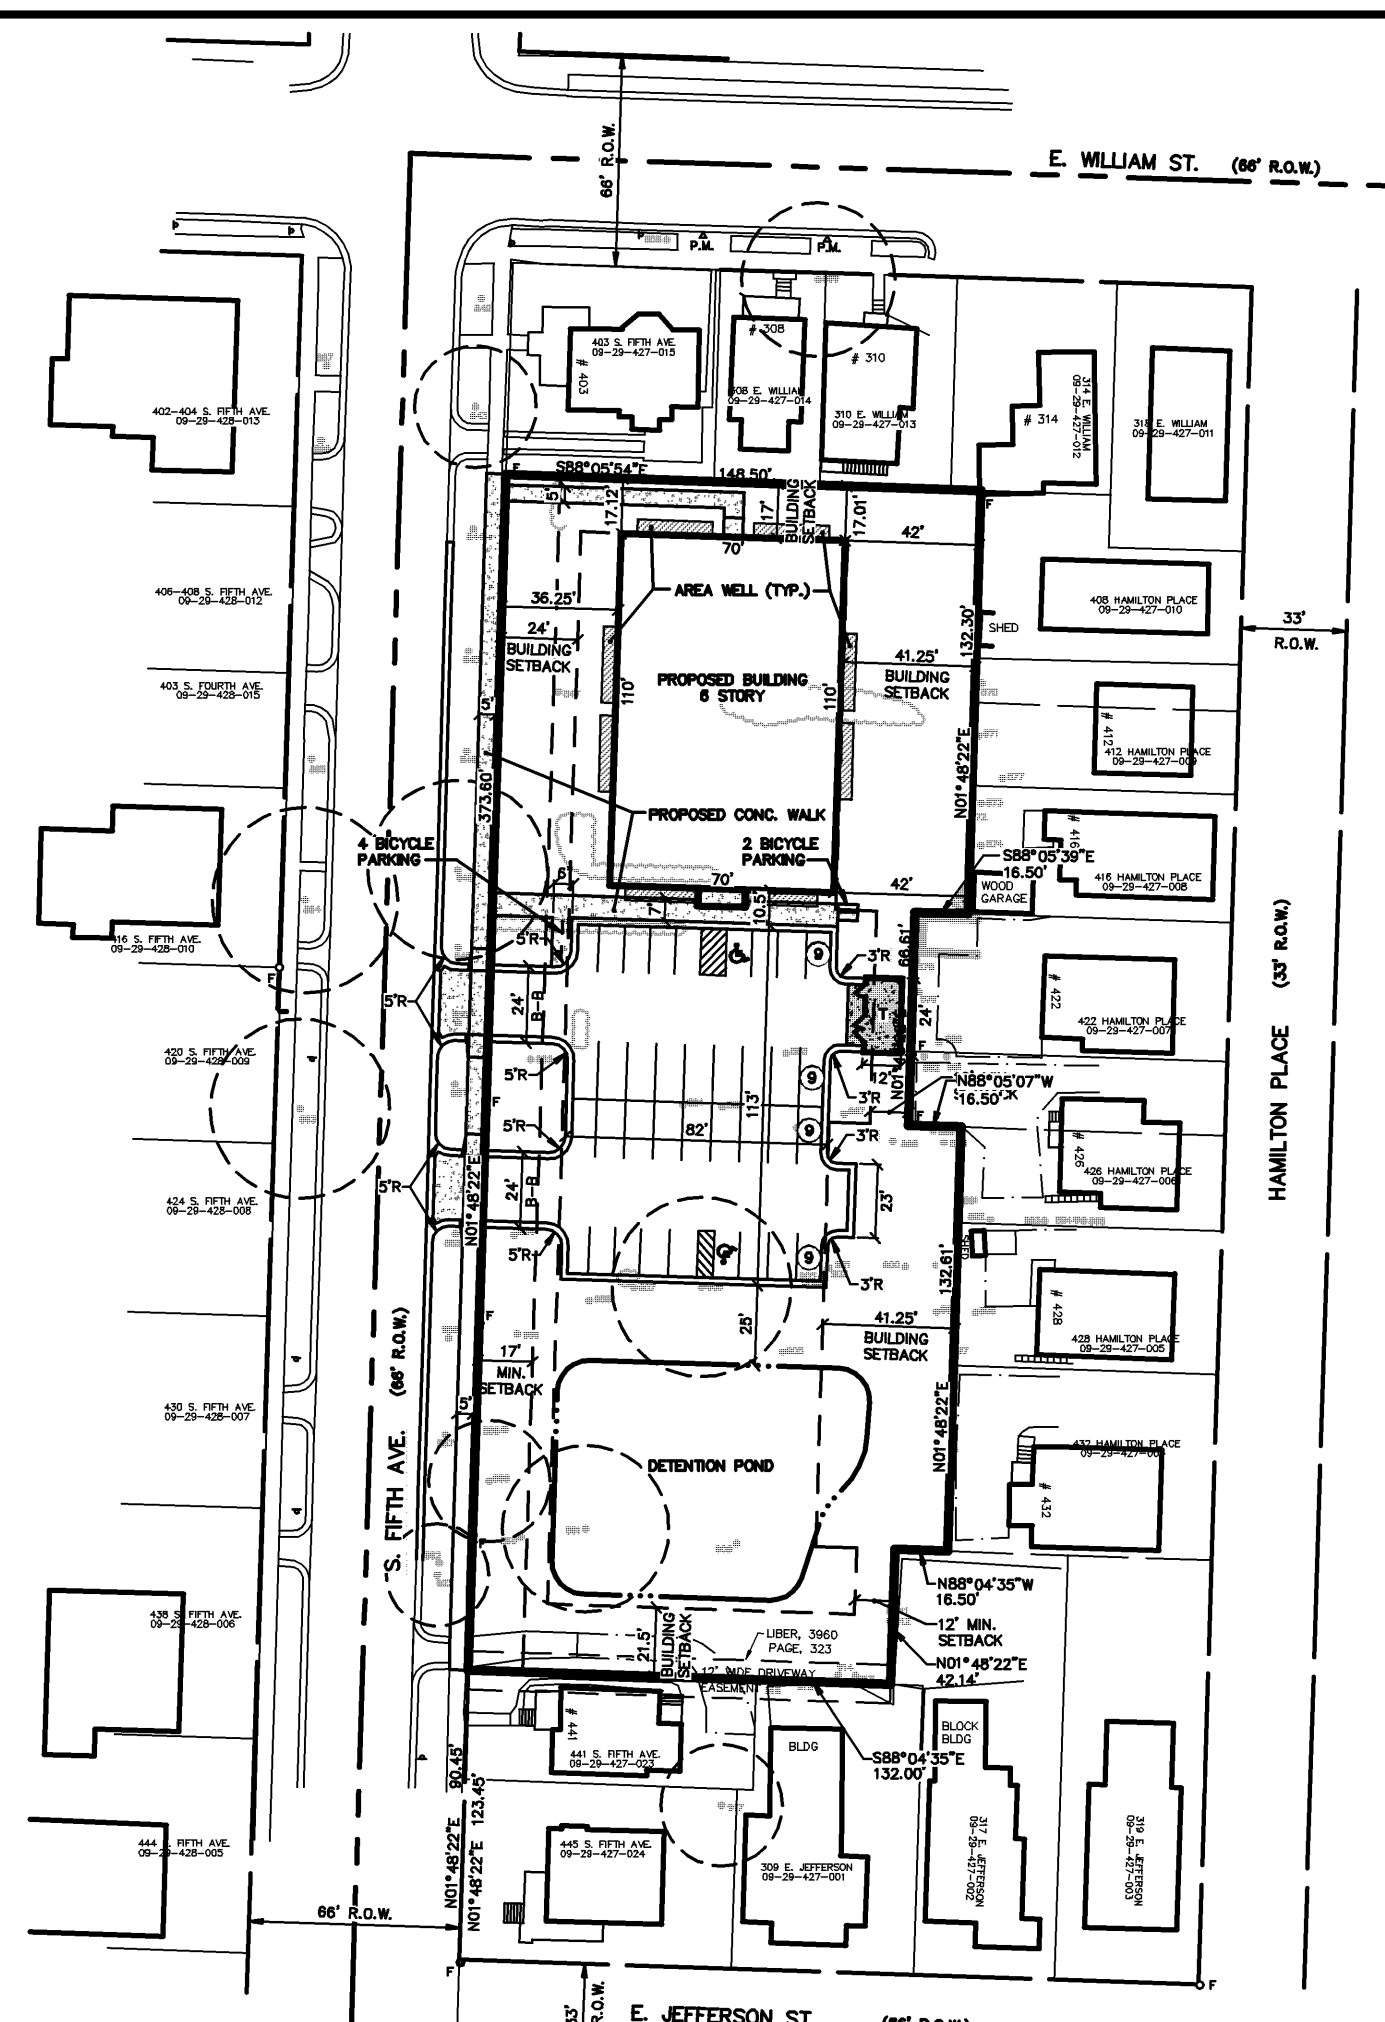 66' R.O.W.
E. WILLIAM ST. (66' R.O.W.)
P.M.
P.M.
# 308
403 S. FIFTH AVE.
09-29-427-015
# 403
# 310
308 E. WILLIAM
09-29-427-014
310 E. WILLIAM
09-29-427-013
# 314
314 E. WILLIAM
09-29-427-012
318 E. WILLIAM
09-29-427-011
402-404 S. FIFTH AVE.
09-29-428-013
F
S88°05'54"E
148.50'
5'
17.12'
17'
BUILDING
SETBACK
17.01'
F
70'
42'
AREA WELL (TYP.)
406-408 S. FIFTH AVE.
09-29-428-012
36.25'
24'
BUILDING
SETBACK
408 HAMILTON PLACE
09-29-427-010
132.30'
SHED
33'
R.O.W.
41.25'
BUILDING
SETBACK
403 S. FOURTH AVE.
09-29-428-015
PROPOSED BUILDING
6 STORY
110'
110'
5'
# 412
412 HAMILTON PLACE
09-29-427-009
N01°48'22"E
373.60'
PROPOSED CONC. WALK
4 BICYCLE
PARKING
2 BICYCLE
PARKING
# 416
S88°05'39"E
16.50'
WOOD
GARAGE
416 HAMILTON PLACE
09-29-427-008
6'
70'
42'
7'
10.5'
416 S. FIFTH AVE.
09-29-428-010
F
5'R
9
3'R
66.61'
HAMILTON PLACE (33' R.O.W.)
# 422
5'R
24'
B-B
T
24'
422 HAMILTON PLACE
09-29-427-007
420 S. FIFTH AVE.
09-29-428-009
F
5'R
9
12'
3'R
N88°05'07"W
16.50'
F
113'
F
5'R
82'
9
3'R
# 426
426 HAMILTON PLACE
09-29-427-006
5'R
24'
B-B
N01°48'22"E
23'
424 S. FIFTH AVE.
09-29-428-008
5'R
9
3'R
SHED
132.61'
# 428
F
25'
41.25'
BUILDING
SETBACK
428 HAMILTON PLACE
09-29-427-005
17'
MIN.
SETBACK
5'
S. FIFTH AVE. (66' R.O.W.)
430 S. FIFTH AVE.
09-29-428-007
N01°48'22"E
432 HAMILTON PLACE
09-29-427-004
DETENTION POND
# 432
N88°04'35"W
16.50'
438 S. FIFTH AVE.
09-29-428-006
12' MIN.
SETBACK
21.5'
BUILDING
SETBACK
LIBER, 3960
PAGE, 323
N01°48'22"E
42.14'
12' WIDE DRIVEWAY
EASEMENT
# 441
441 S. FIFTH AVE.
09-29-427-023
BLDG
BLOCK
BLDG
S88°04'35"E
132.00'
90.45'
N01°48'22"E
123.45'
N01°48'22"E
444 S. FIFTH AVE.
09-29-428-005
445 S. FIFTH AVE.
09-29-427-024
309 E. JEFFERSON
09-29-427-001
317 E. JEFFERSON
09-29-427-002
319 E. JEFFERSON
09-29-427-003
66' R.O.W.
F
F
33'
R.O.W.
E. JEFFERSON ST.